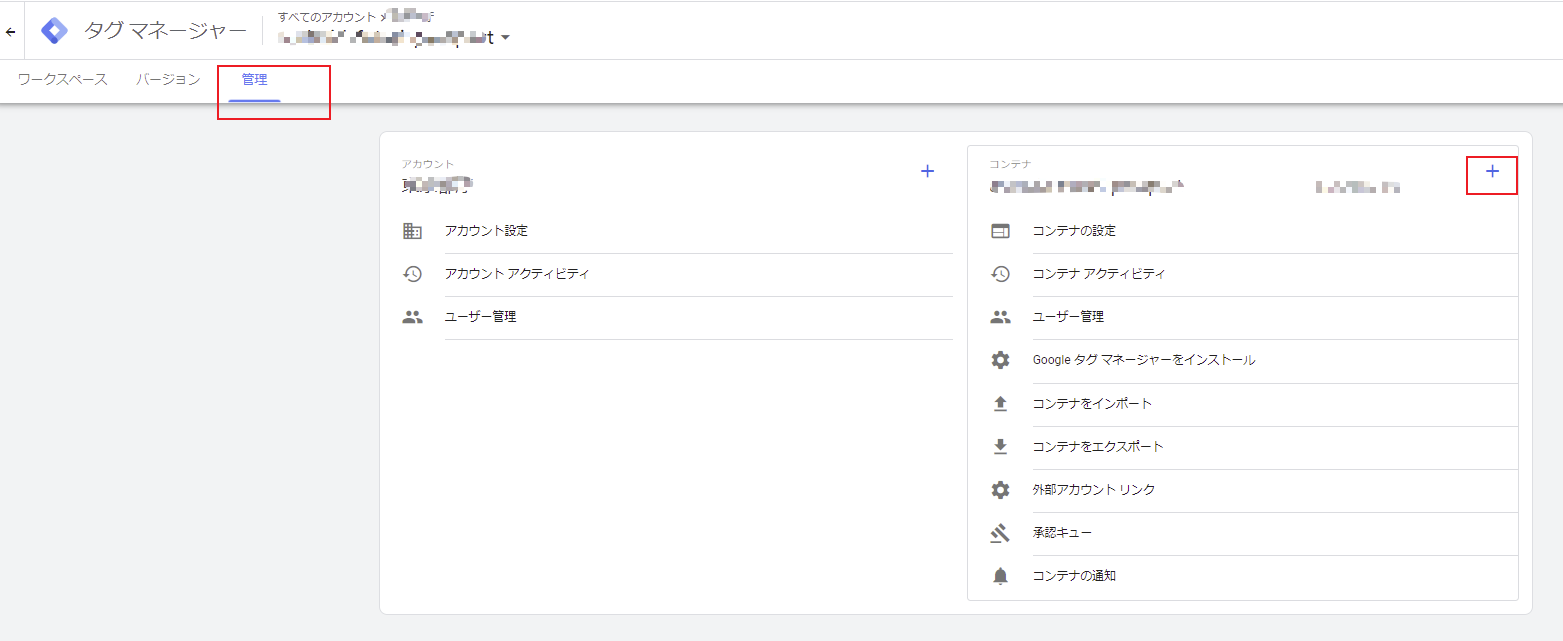 タグ マネージャー
すべてのアカウント
ワークスペース
バージョン
管理
アカウント
アカウント設定
アカウント アクティビティ
ユーザー管理
コンテナ
コンテナの設定
コンテナ アクティビティ
ユーザー管理
Google タグ マネージャーをインストール
コンテナをインポート
コンテナをエクスポート
外部アカウント リンク
承認キュー
コンテナの通知